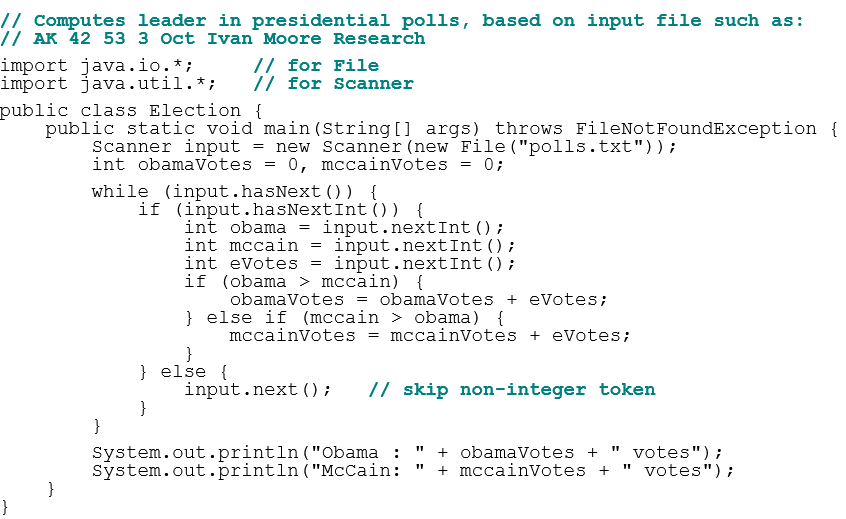 // Computes leader in presidential polls, based on input file such as:
// AK 42 53 3 Oct Ivan Moore Research
import java.io.*;     // for File
import java.util.*;   // for Scanner
public class Election {
    public static void main(String[] args) throws FileNotFoundException {
        Scanner input = new Scanner(new File("polls.txt"));
        int obamaVotes = 0, mccainVotes = 0;
        while (input.hasNext()) {
            if (input.hasNextInt()) {
                int obama = input.nextInt();
                int mccain = input.nextInt();
                int eVotes = input.nextInt();
                if (obama > mccain) {
                    obamaVotes = obamaVotes + eVotes;
                } else if (mccain > obama) {
                    mccainVotes = mccainVotes + eVotes;
                }
            } else {
                input.next();   // skip non-integer token
            }
        }
        System.out.println("Obama : " + obamaVotes + " votes");
        System.out.println("McCain: " + mccainVotes + " votes");
    }
}